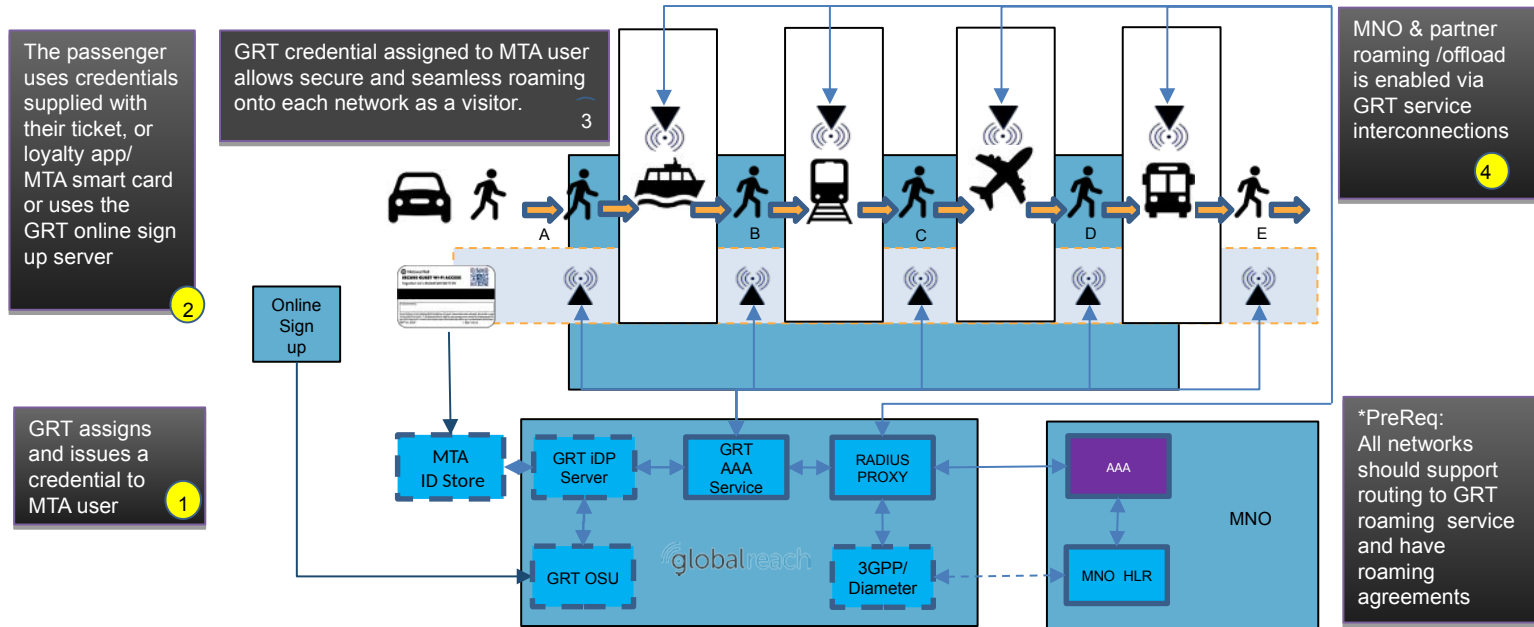 The passenger
uses credentials
supplied with
their ticket, or
loyalty app/
MTA smart card
or uses the
GRT online sign
up server
2
GRT credential assigned to MTA user
allows secure and seamless roaming
onto each network as a visitor.
3
MNO & partner
roaming /offload
is enabled via
GRT service
interconnections
4
A
B
C
D
E
Online
Sign
up
GRT assigns
and issues a
credential to
MTA user
1
MTA
ID Store
GRT iDP
Server
GRT
AAA
Service
RADIUS
PROXY
AAA
MNO
GRT OSU
globalreach
3GPP/
Diameter
MNO HLR
*PreReq:
All networks
should support
routing to GRT
roaming service
and have
roaming
agreements